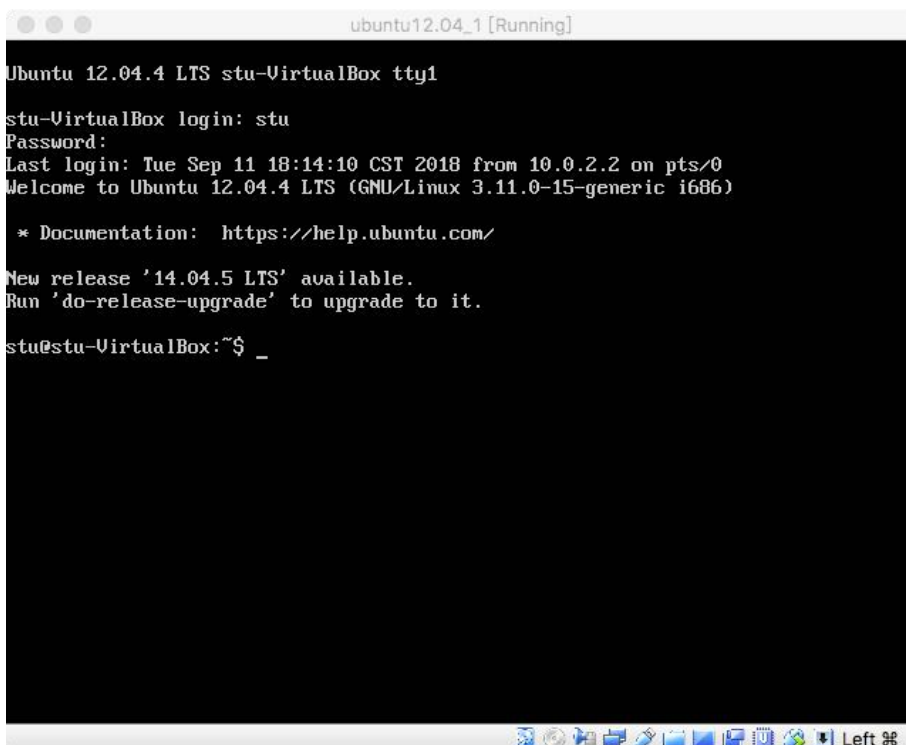 ubuntu12.04_1 [Running]
Ubuntu 12.04.4 LTS stu-VirtualBox tty1
stu-VirtualBox login: stu
Password:
Last login: Tue Sep 11 18:14:10 CST 2018 from 10.0.2.2 on pts/0
Welcome to Ubuntu 12.04.4 LTS (GNU/Linux 3.11.0-15-generic i686)
* Documentation:  https://help.ubuntu.com/
New release '14.04.5 LTS' available.
Run 'do-release-upgrade' to upgrade to it.
stu@stu-VirtualBox:~$ _
Left ⌘